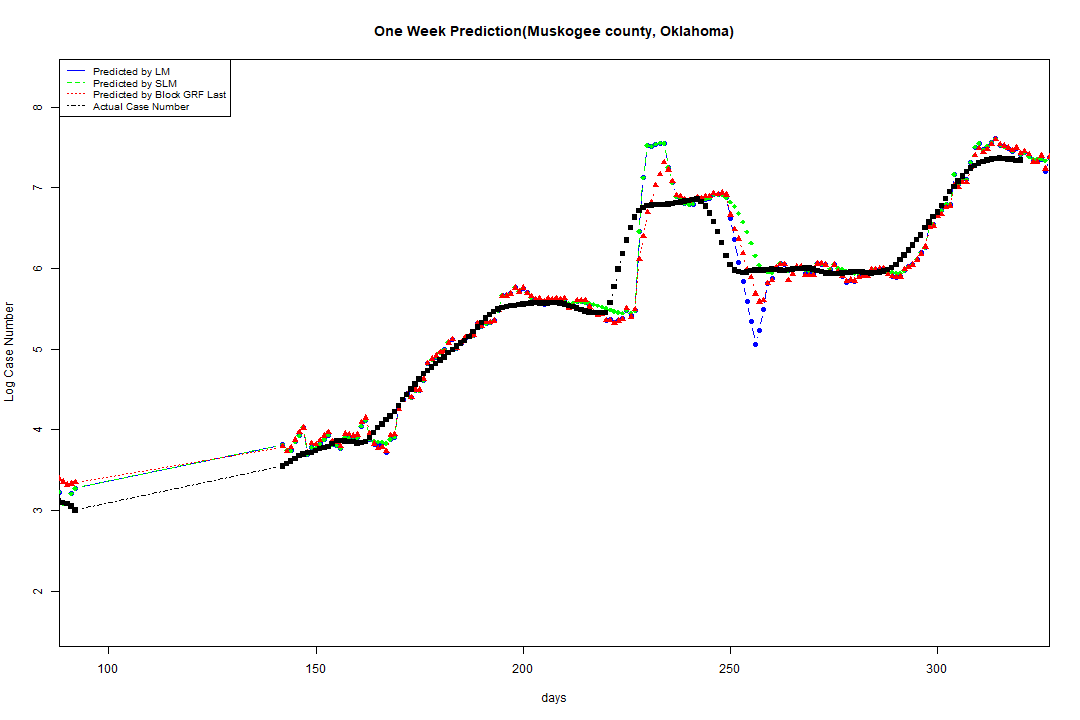 One Week Prediction(Muskogee county, Oklahoma)
Predicted by LM
Predicted by SLM
Predicted by Block GRF Last
Actual Case Number
8
7
6
5
4
3
2
Log Case Number
100 150 200 250 300
days